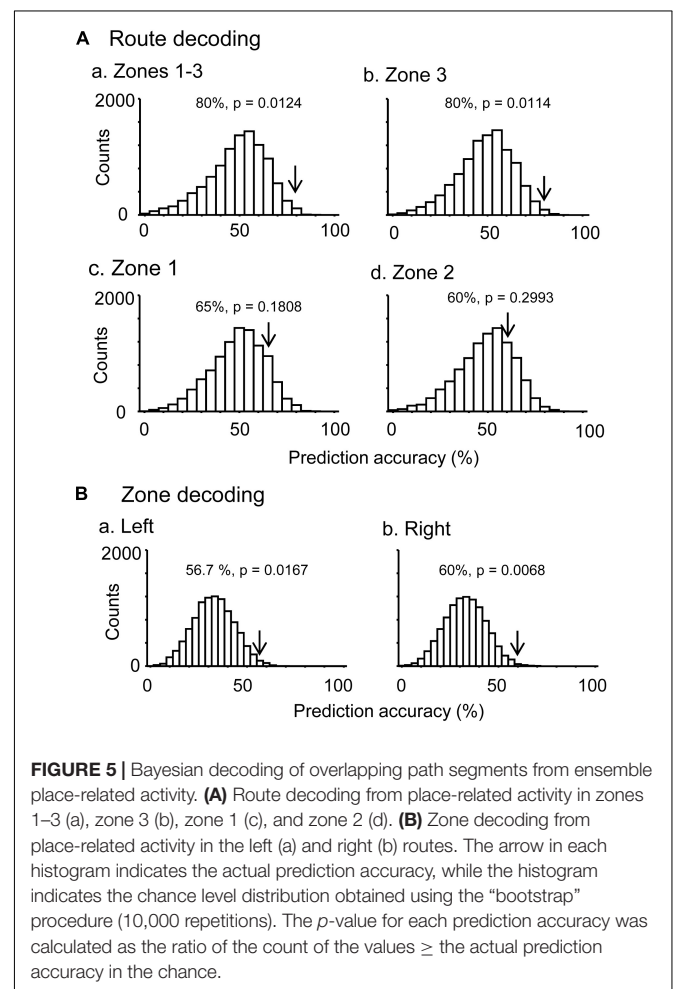 A Route decoding
a. Zones 1-3
b. Zone 3
2000
80%, p = 0.0124
80%, p = 0.0114
Counts
0
0 50 100
0 50 100
c. Zone 1
d. Zone 2
2000
65%, p = 0.1808
60%, p = 0.2993
Counts
0
0 50 100
0 50 100
Prediction accuracy (%)
B Zone decoding
a. Left
b. Right
2000
56.7 %, p = 0.0167
60%, p = 0.0068
Counts
0
0 50 100
0 50 100
Prediction accuracy (%)
FIGURE 5 | Bayesian decoding of overlapping path segments from ensemble
place-related activity. (A) Route decoding from place-related activity in zones
1–3 (a), zone 3 (b), zone 1 (c), and zone 2 (d). (B) Zone decoding from
place-related activity in the left (a) and right (b) routes. The arrow in each
histogram indicates the actual prediction accuracy, while the histogram
indicates the chance level distribution obtained using the “bootstrap”
procedure (10,000 repetitions). The p-value for each prediction accuracy was
calculated as the ratio of the count of the values ≥ the actual prediction
accuracy in the chance.